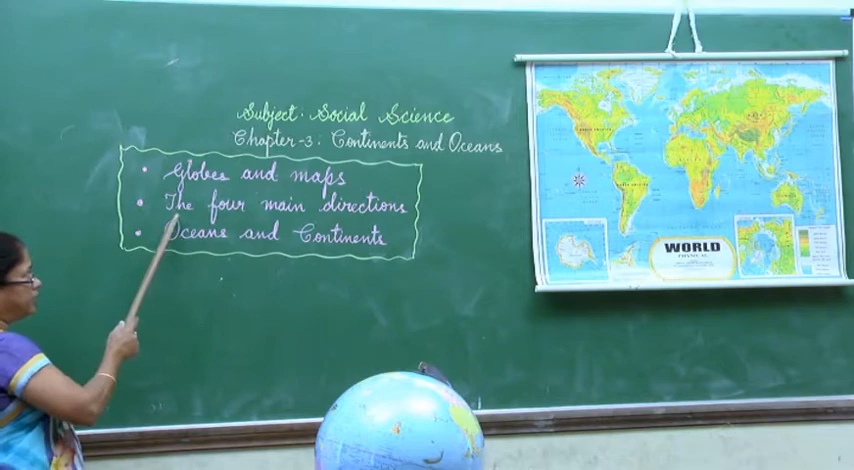 Subject: Social Science
Chapter-3: Continents and Oceans
• Globes and maps
• The four main directions
• Oceans and Continents
WORLD
PHYSICAL